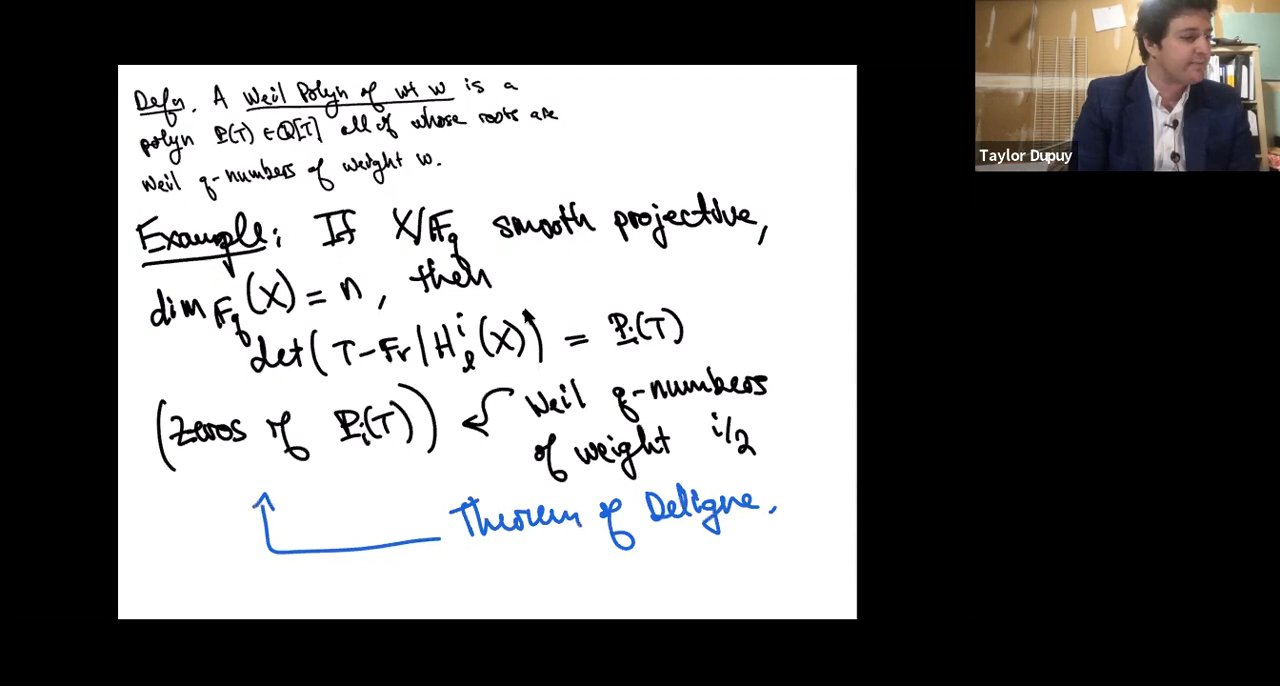 Defn. A Weil Polyn of wt w is a
polyn P(T) ∈ Q[T] all of whose roots are
Weil q-numbers of weight w.
Example: If X/F_q smooth projective,
dim_{F_q}(X) = n, then
det(T-Fr|H^i_ℓ(X)) = P_i(T)
(zeros of P_i(T)) ← Weil q-numbers
of weight i/2
Theorem of Deligne.
Taylor Dupuy